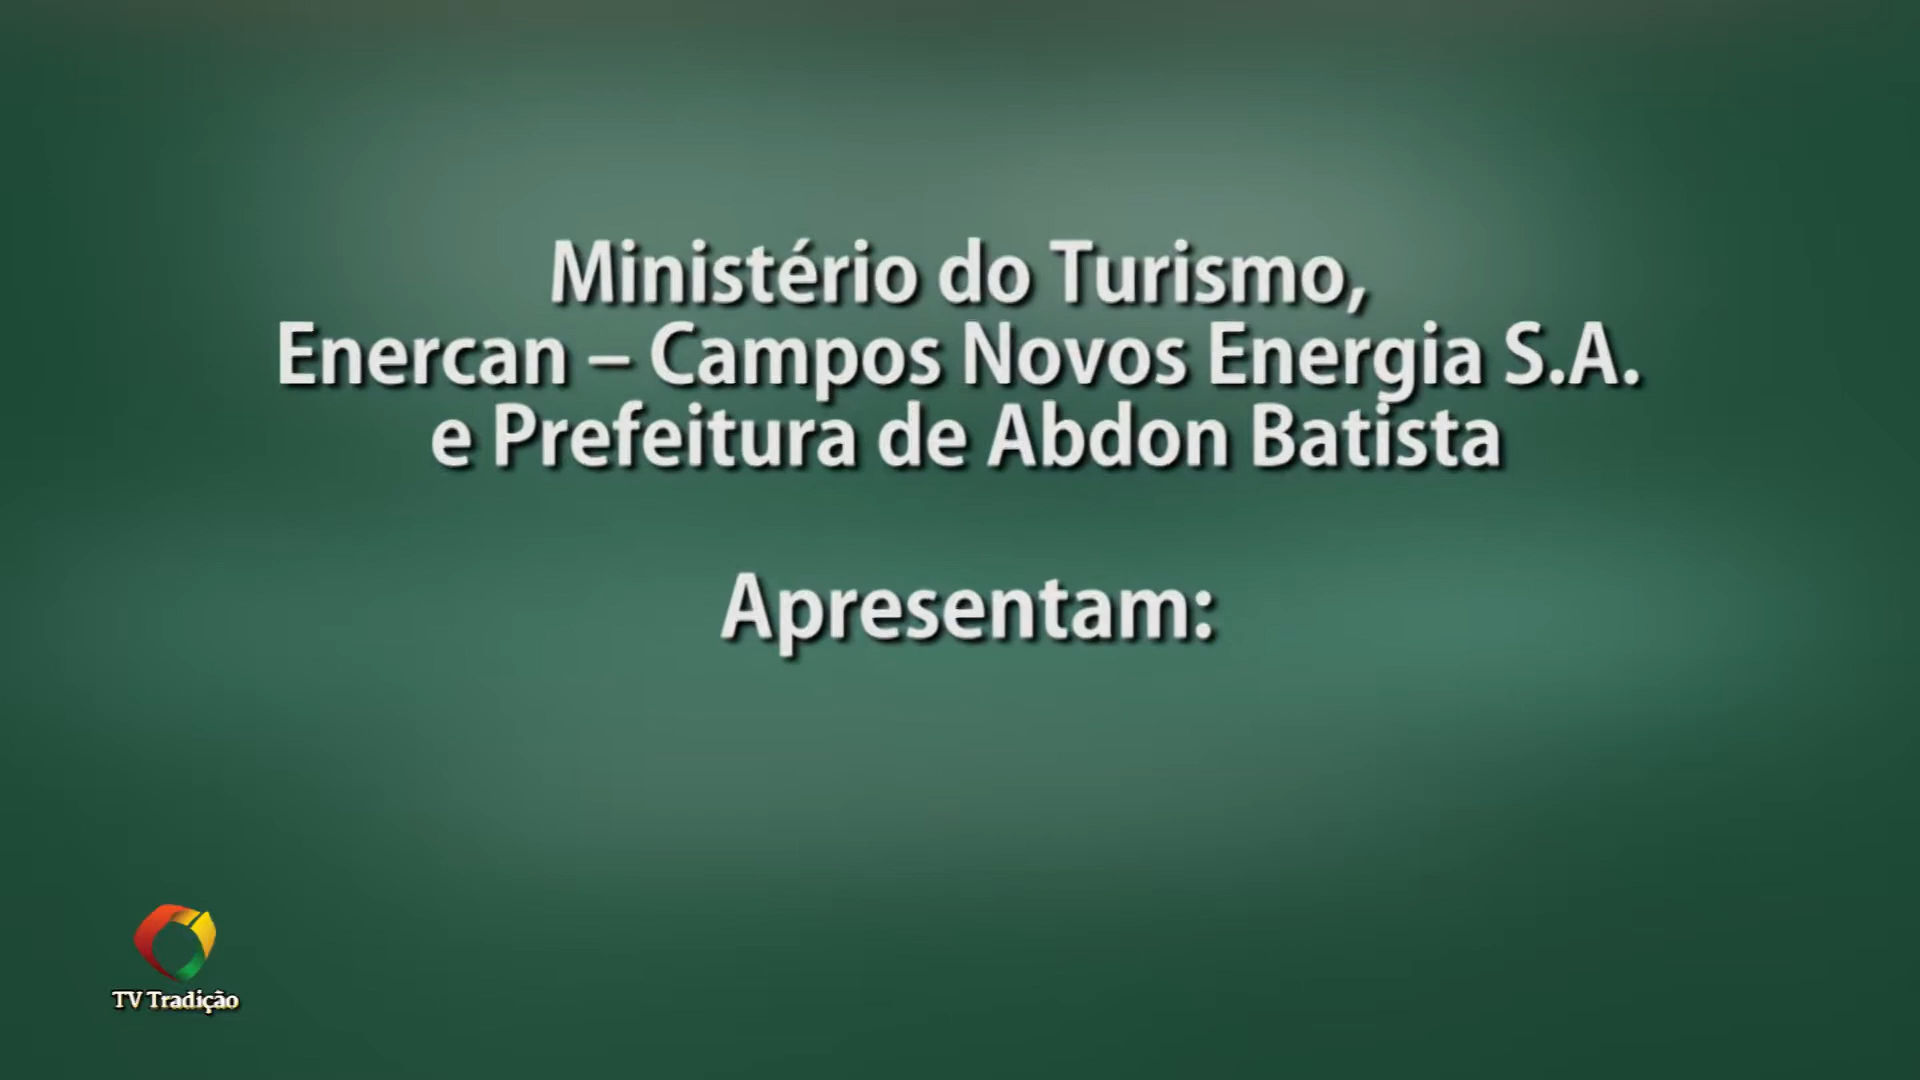 Ministério do Turismo,
Enercan – Campos Novos Energia S.A.
e Prefeitura de Abdon Batista
Apresentam:
TV Tradição